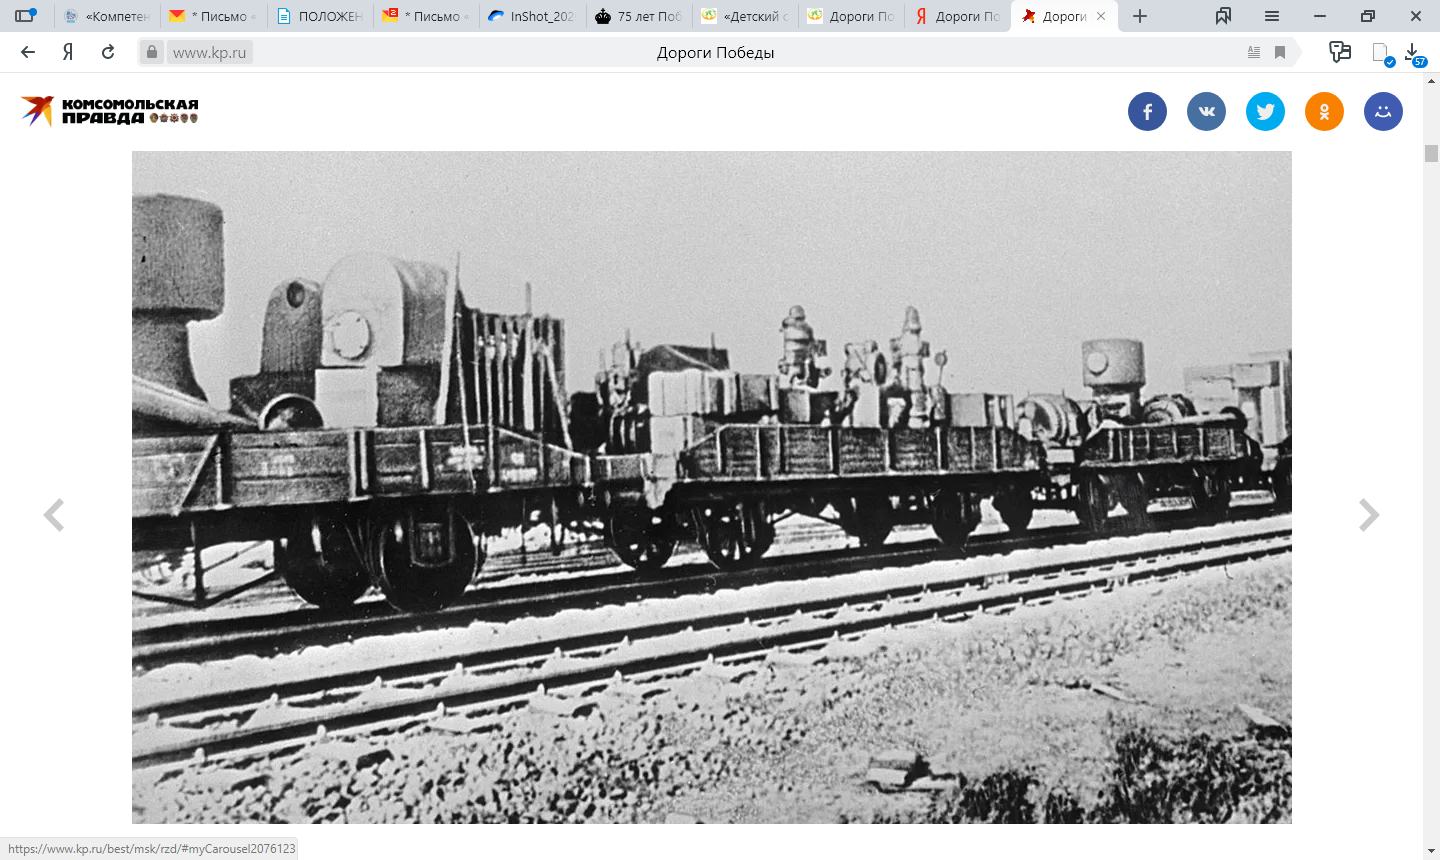 «Компетен
* Письмо «
ПОЛОЖЕН
2
* Письмо «
InShot_202
75 лет Поб
«Детский с
Дороги По
Я
Дороги По
Дороги
Я
www.kp.ru
Дороги Победы
57
КОМСОМОЛЬСКАЯ
ПРАВДА
https://www.kp.ru/best/msk/rzd/#myCarousel2076123